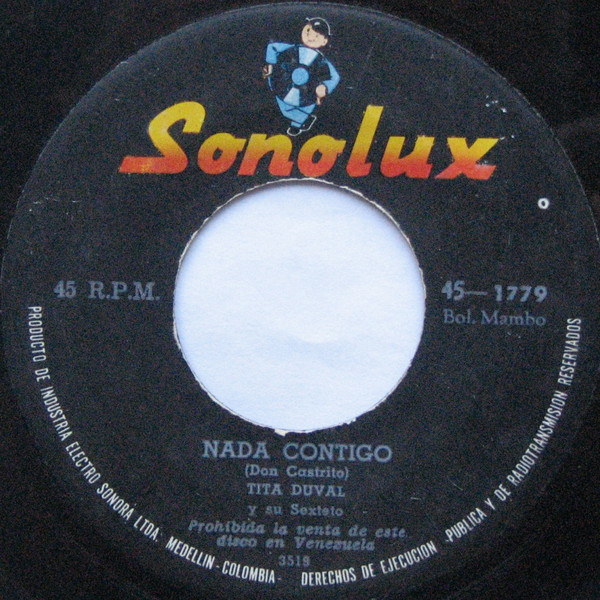 Sonolux
45 R.P.M.
45—1779
Bol. Mambo
NADA CONTIGO
(Don Castrito)
TITA DUVAL
y su Sexteto
Prohibida la venta de este
disco en Venezuela
3519
PRODUCTO DE INDUSTRIA ELECTRO SONORA LTDA. MEDELLIN - COLOMBIA - DERECHOS DE EJECUCION - PUBLICA Y DE RADIOTRANSMISION RESERVADOS